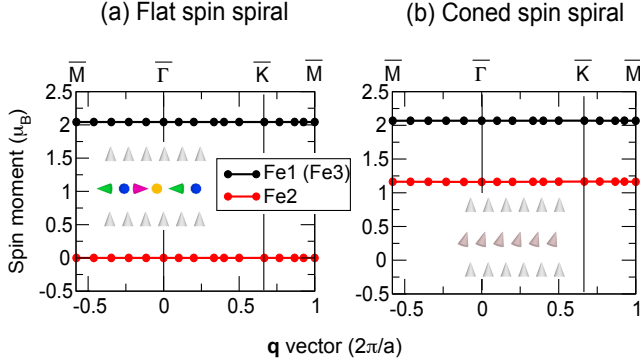 (a) Flat spin spiral
(b) Coned spin spiral
M̅ Γ̅ K̅ M̅
M̅ Γ̅ K̅ M̅
Spin moment (μB)
2.5
2
1.5
1
0.5
0
-0.5
Fe1 (Fe3)
Fe2
2.5
2
1.5
1
0.5
0
-0.5
-0.5 0 0.5 1
-0.5 0 0.5 1
q vector (2π/a)